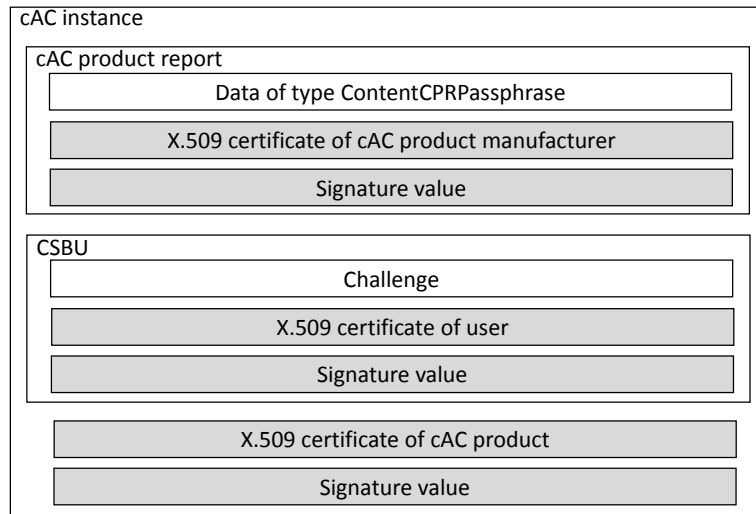 cAC instance
cAC product report
Data of type ContentCPRPassphrase
X.509 certificate of cAC product manufacturer
Signature value
CSBU
Challenge
X.509 certificate of user
Signature value
X.509 certificate of cAC product
Signature value